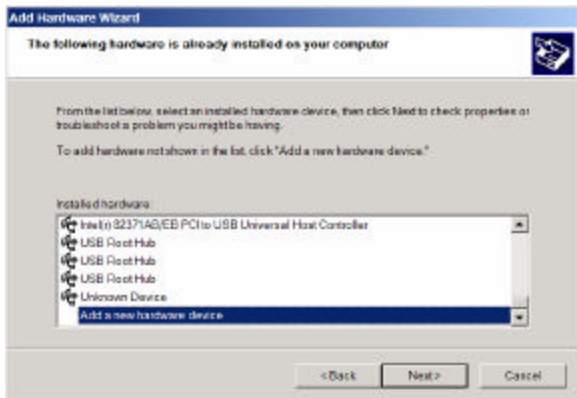 Add Hardware Wizard
The following hardware is already installed on your computer
From the list below, select an installed hardware device, then click Next to check properties or
troubleshoot a problem you might be having.
To add hardware not shown in the list, click "Add a new hardware device."
Installed hardware:
Intel(r) 82371AB/EB PCI to USB Universal Host Controller
USB Root Hub
USB Root Hub
USB Root Hub
Unknown Device
Add a new hardware device
< Back
Next >
Cancel